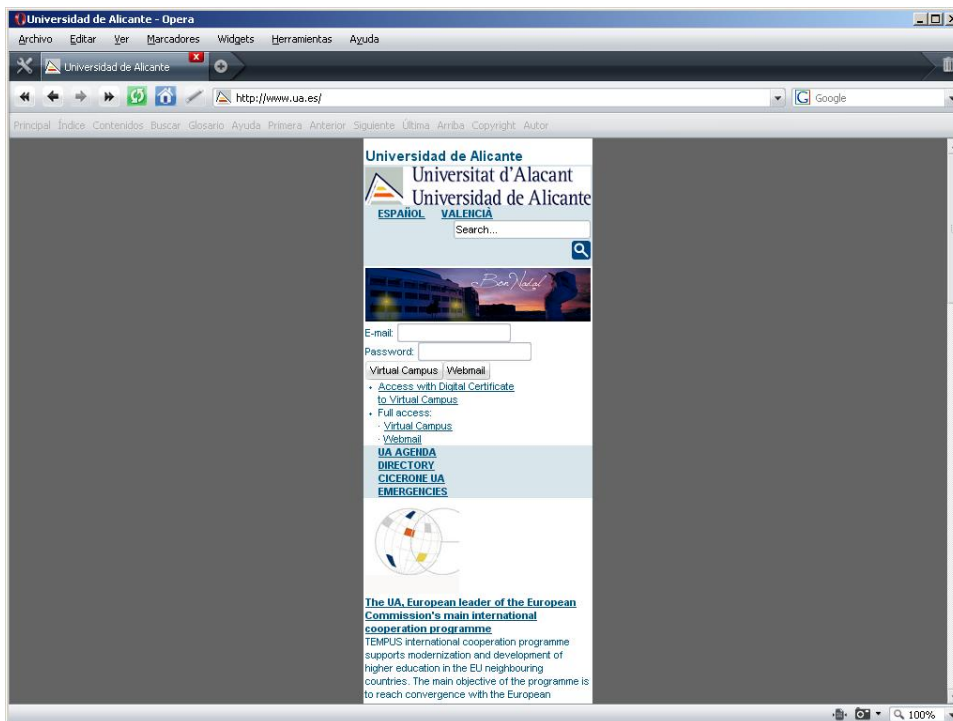 Universidad de Alicante - Opera
Archivo Editar Ver Marcadores Widgets Herramientas Ayuda
Universidad de Alicante
http://www.ua.es/ Google
Principal Índice Contenidos Buscar Glosario Ayuda Primera Anterior Siguiente Última Arriba Copyright Autor
Universidad de Alicante
Universitat d'Alacant
Universidad de Alicante
ESPAÑOL VALENCIÀ
Search...
Bon Nadal
E-mail:
Password:
Virtual Campus Webmail
Access with Digital Certificate
to Virtual Campus
Full access:
Virtual Campus
Webmail
UA AGENDA
DIRECTORY
CICERONE UA
EMERGENCIES
The UA, European leader of the European
Commission's main international
cooperation programme
TEMPUS international cooperation programme
supports modernization and development of
higher education in the EU neighbouring
countries. The main objective of the programme is
to reach convergence with the European
100%